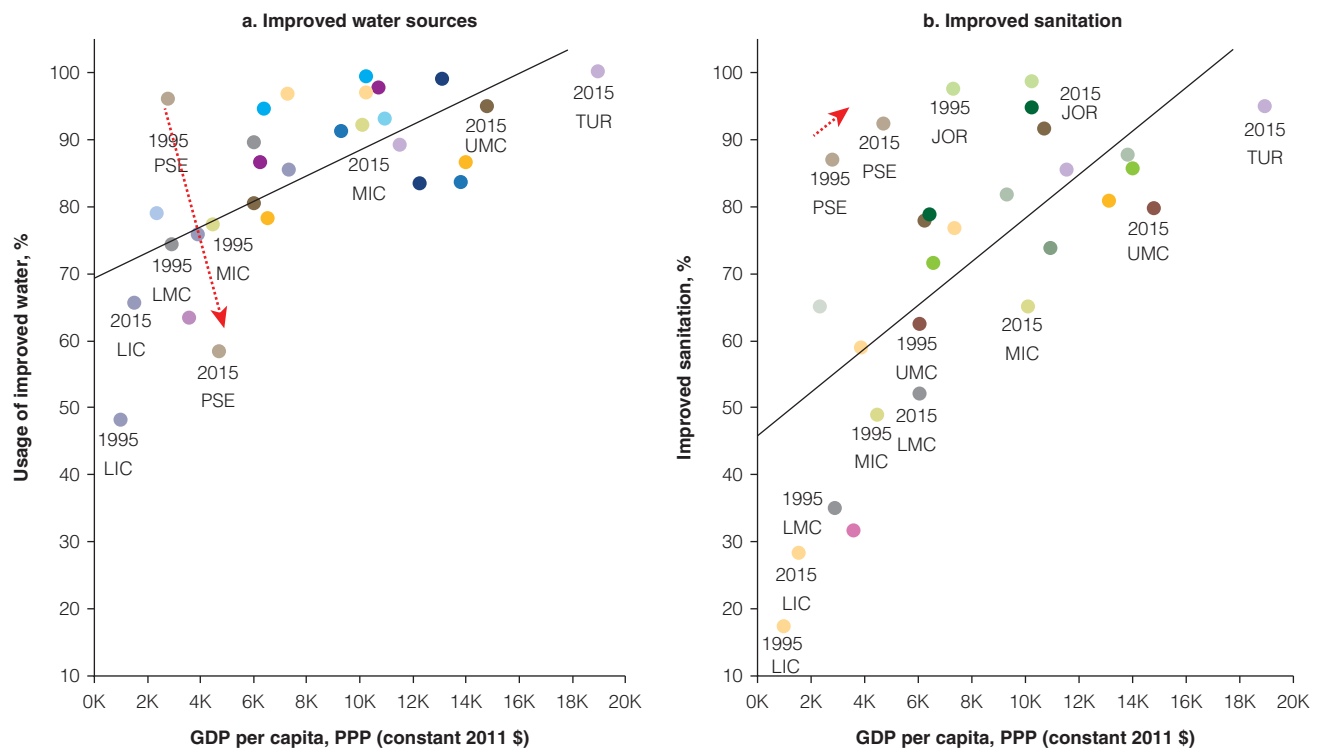 a. Improved water sources
Usage of improved water, %
100
90
80
70
60
50
40
30
20
10
0K
2K
4K
6K
8K
10K
12K
14K
16K
18K
20K
GDP per capita, PPP (constant 2011 $)
1995
PSE
2015
TUR
2015
UMC
2015
MIC
1995
MIC
1995
LMC
2015
LIC
2015
PSE
1995
LIC
b. Improved sanitation
Improved sanitation, %
100
90
80
70
60
50
40
30
20
10
0K
2K
4K
6K
8K
10K
12K
14K
16K
18K
20K
GDP per capita, PPP (constant 2011 $)
1995
JOR
2015
JOR
2015
TUR
2015
PSE
1995
PSE
2015
UMC
2015
MIC
1995
UMC
2015
LMC
1995
MIC
1995
LMC
2015
LIC
1995
LIC